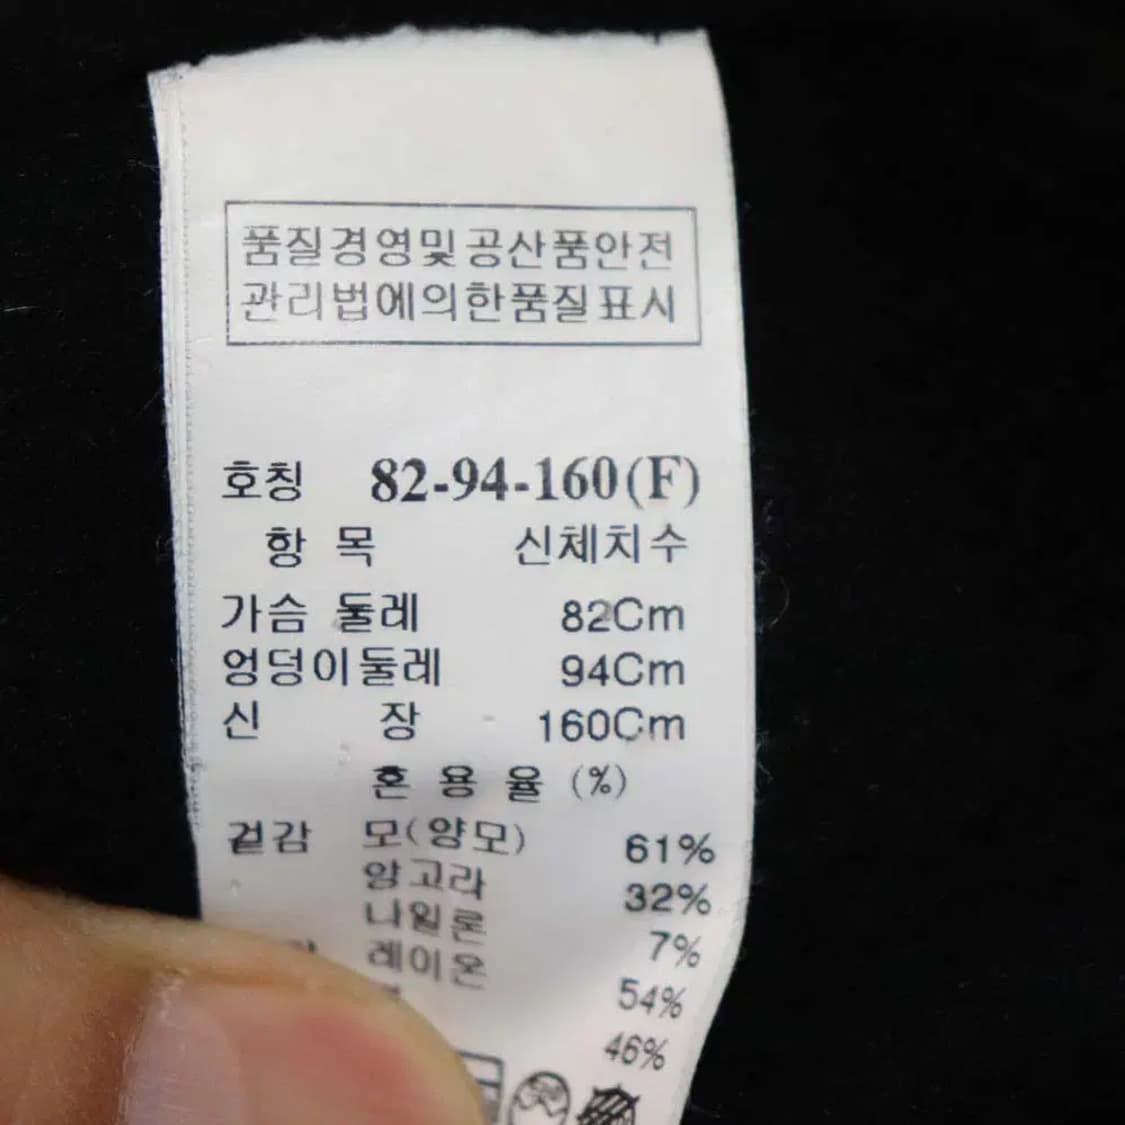 품질경영및 공산품안전
관리법에의한품질표시
호칭 82-94-160(F)
항 목 신체치수
가슴 둘레 82Cm
엉덩이둘레 94Cm
신 장 160Cm
혼 용 율 (%)
겉감 모(양모) 61%
앙고라 32%
나일론 7%
레이온 54%
46%